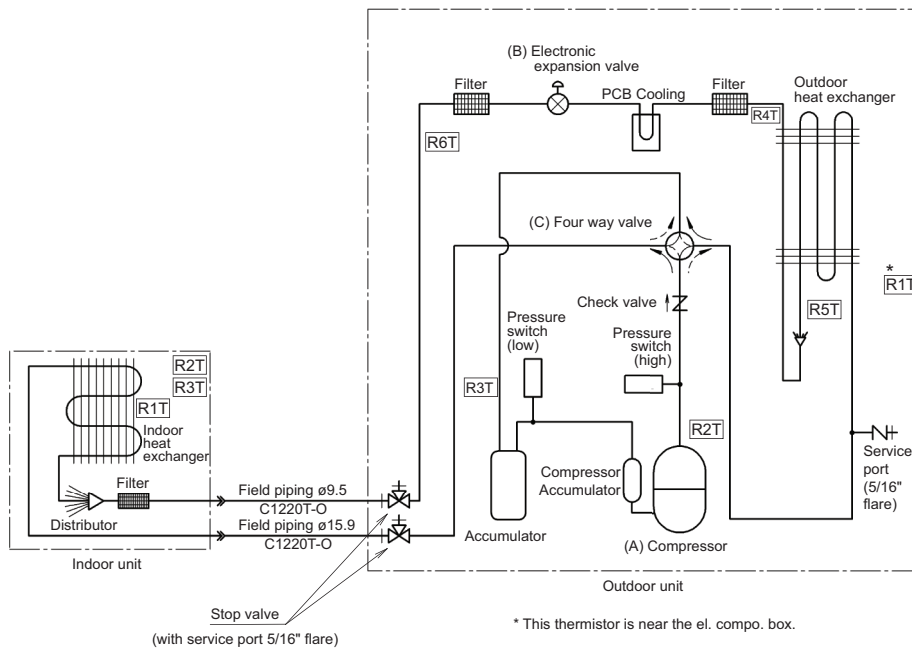 (B) Electronic
expansion valve
Filter
PCB Cooling
Filter
Outdoor
heat exchanger
R4T
R6T
(C) Four way valve
*
R1T
Check valve
R5T
Pressure
switch
(low)
Pressure
switch
(high)
R2T
R3T
R1T
Indoor
heat
exchanger
R3T
R2T
Service
port
(5/16"
flare)
Filter
Distributor
Field piping ø9.5
C1220T-O
Field piping ø15.9
C1220T-O
Compressor
Accumulator
Accumulator
(A) Compressor
Indoor unit
Outdoor unit
Stop valve
(with service port 5/16" flare)
* This thermistor is near the el. compo. box.